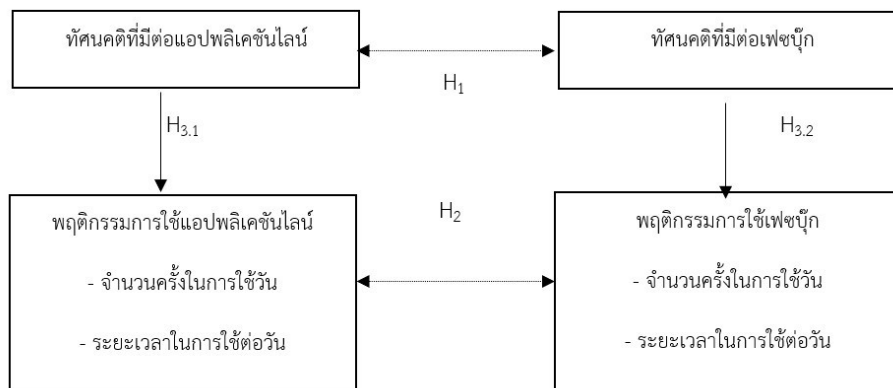 ทัศนคติที่มีต่อแอปพลิเคชันไลน์
ทัศนคติที่มีต่อเฟซบุ๊ก
H1
H3.1
H3.2
พฤติกรรมการใช้แอปพลิเคชันไลน์
- จำนวนครั้งในการใช้วัน
- ระยะเวลาในการใช้ต่อวัน
H2
พฤติกรรมการใช้เฟซบุ๊ก
- จำนวนครั้งในการใช้วัน
- ระยะเวลาในการใช้ต่อวัน